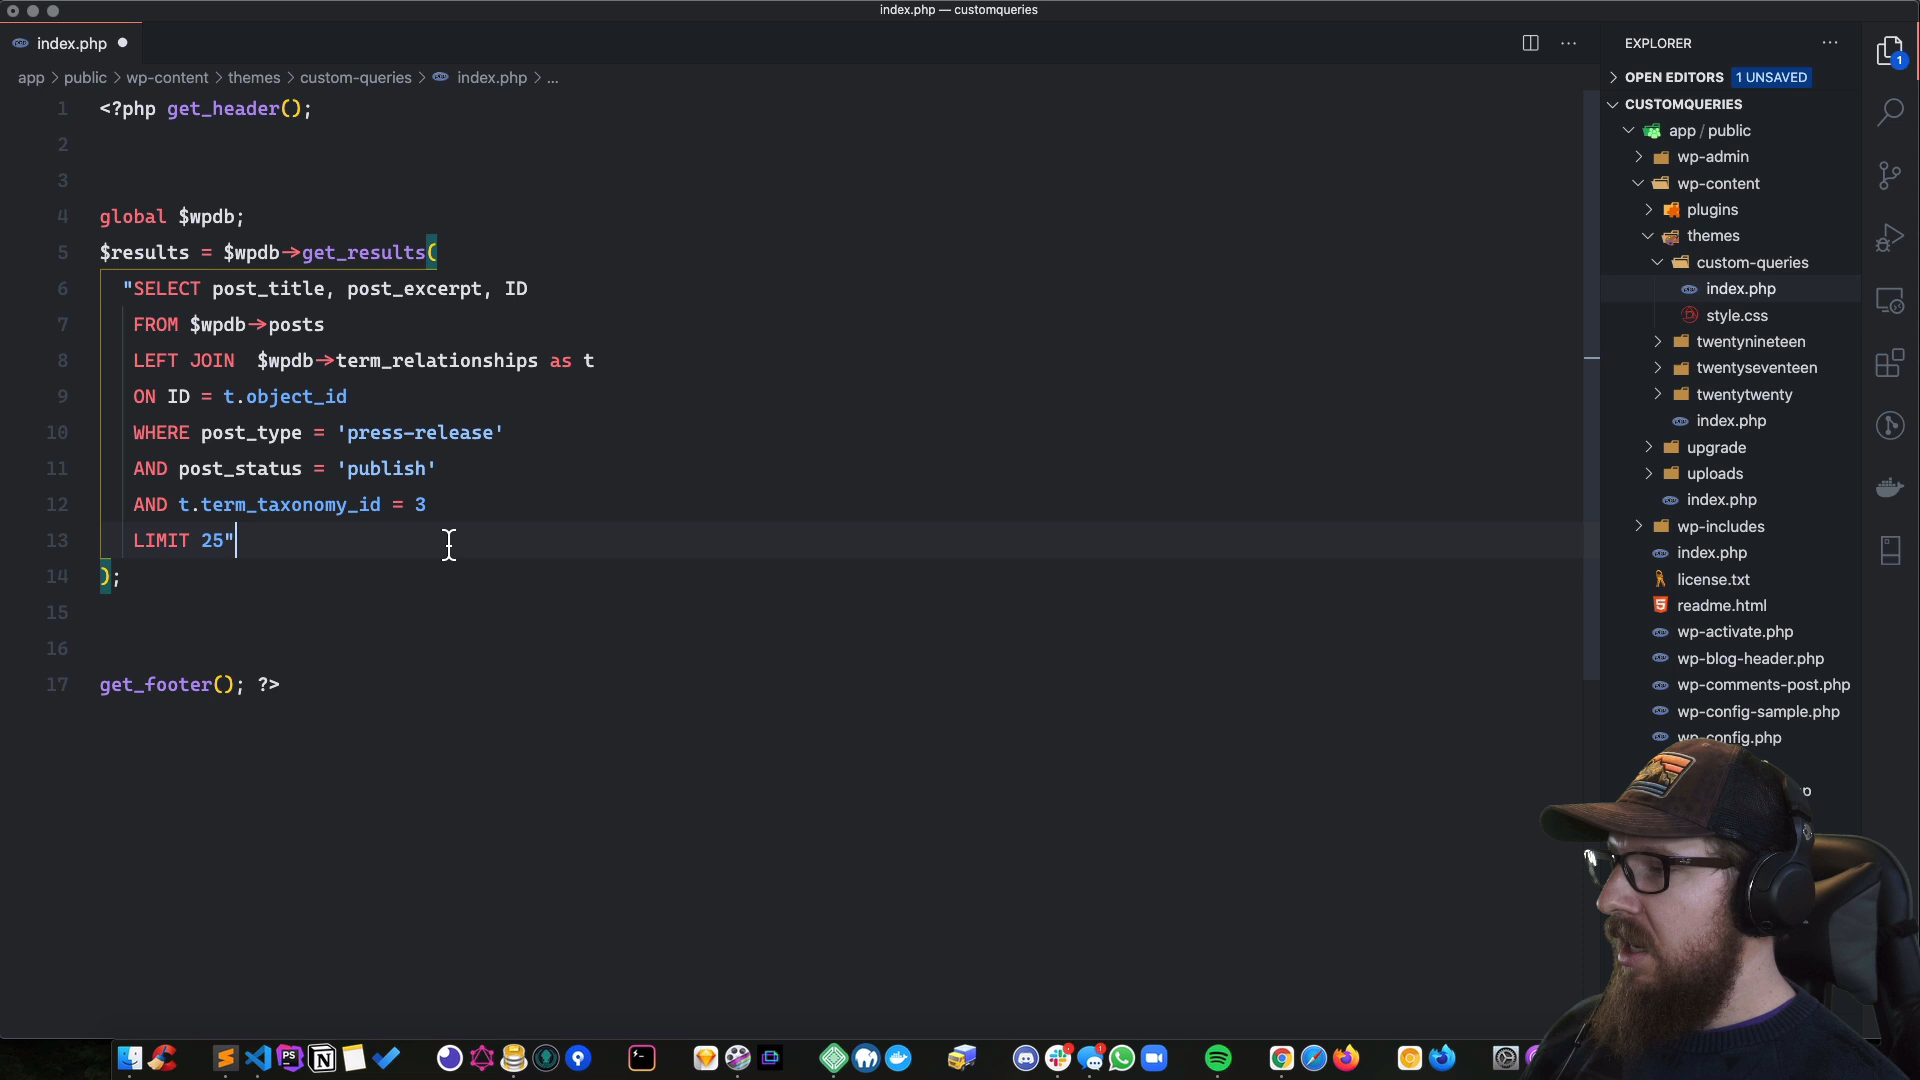 index.php — customqueries
index.php
app > public > wp-content > themes > custom-queries > index.php > ...
1 <?php get_header();
2
3
4 global $wpdb;
5 $results = $wpdb->get_results(
6 "SELECT post_title, post_excerpt, ID
7 FROM $wpdb->posts
8 LEFT JOIN  $wpdb->term_relationships as t
9 ON ID = t.object_id
10 WHERE post_type = 'press-release'
11 AND post_status = 'publish'
12 AND t.term_taxonomy_id = 3
13 LIMIT 25"
14 );
15
16
17 get_footer(); ?>
EXPLORER
OPEN EDITORS 1 UNSAVED
CUSTOMQUERIES
app / public
wp-admin
wp-content
plugins
themes
custom-queries
index.php
style.css
twentynineteen
twentyseventeen
twentytwenty
index.php
upgrade
uploads
index.php
wp-includes
index.php
license.txt
readme.html
wp-activate.php
wp-blog-header.php
wp-comments-post.php
wp-config-sample.php
wp-config.php
1
PS